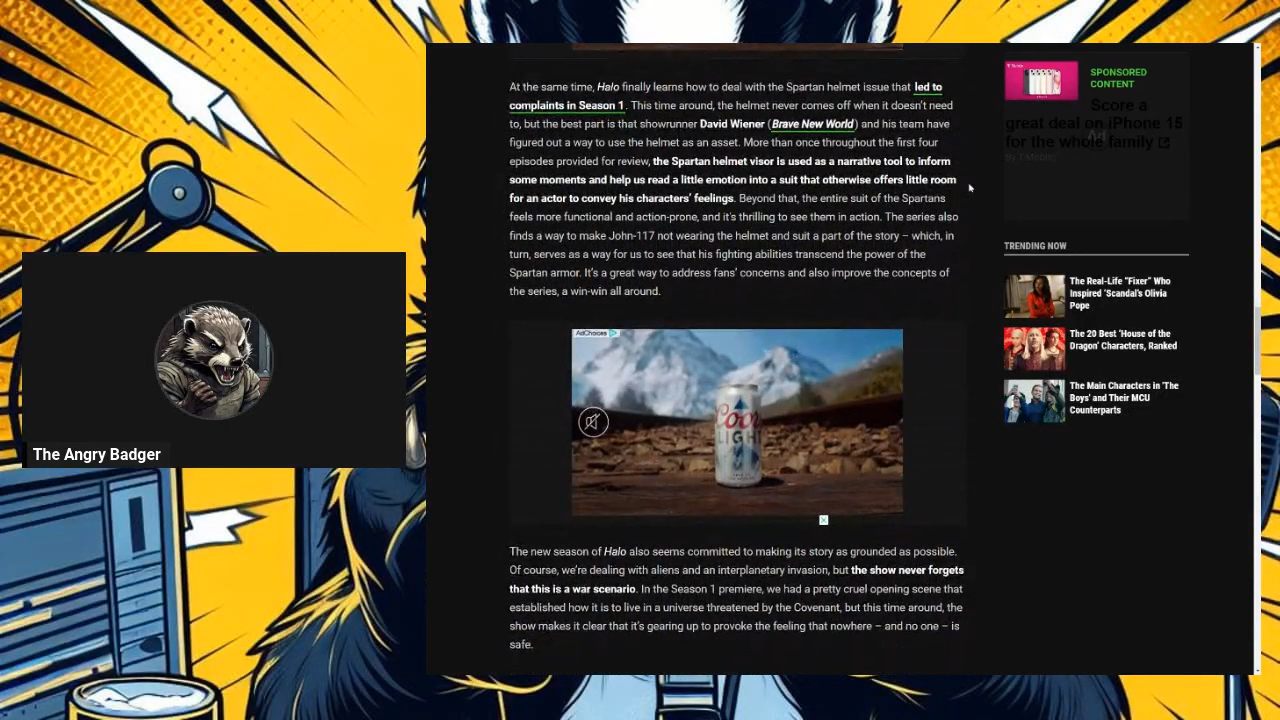 At the same time, Halo finally learns how to deal with the Spartan helmet issue that led to
complaints in Season 1. This time around, the helmet never comes off when it doesn't need
to, but the best part is that showrunner David Wiener (Brave New World) and his team have
figured out a way to use the helmet as an asset. More than once throughout the first four
episodes provided for review, the Spartan helmet visor is used as a narrative tool to inform
some moments and help us read a little emotion into a suit that otherwise offers little room
for an actor to convey his characters' feelings. Beyond that, the entire suit of the Spartans
feels more functional and action-prone, and it's thrilling to see them in action. The series also
finds a way to make John-117 not wearing the helmet and suit a part of the story – which, in
turn, serves as a way for us to see that his fighting abilities transcend the power of the
Spartan armor. It's a great way to address fans' concerns and also improve the concepts of
the series, a win-win all around.
AdChoices
Coors
LIGHT
The new season of Halo also seems committed to making its story as grounded as possible.
Of course, we're dealing with aliens and an interplanetary invasion, but the show never forgets
that this is a war scenario. In the Season 1 premiere, we had a pretty cruel opening scene that
established how it is to live in a universe threatened by the Covenant, but this time around, the
show makes it clear that it's gearing up to provoke the feeling that nowhere – and no one – is
safe.
SPONSORED
CONTENT
Score a
great deal on iPhone 15
for the whole family
Ad
By T-Mobile
TRENDING NOW
The Real-Life "Fixer" Who
Inspired 'Scandal's Olivia
Pope
The 20 Best 'House of the
Dragon' Characters, Ranked
The Main Characters in 'The
Boys' and Their MCU
Counterparts
The Angry Badger